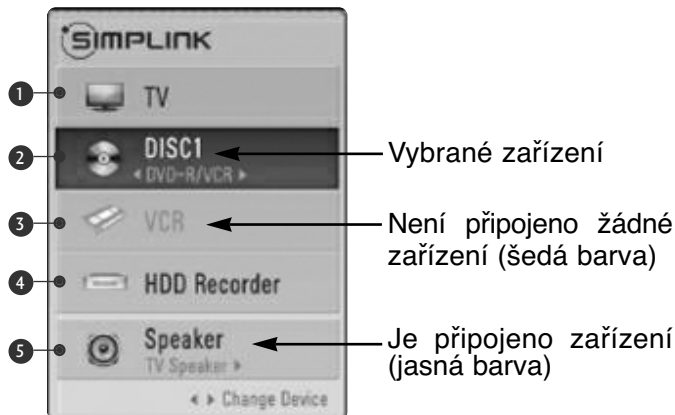 SIMPLINK
1 TV
2 DISC1
◂ DVD-R/VCR ▸
Vybrané zařízení
3 VCR
Není připojeno žádné
zařízení (šedá barva)
4 HDD Recorder
5 Speaker
TV Speaker ▸
Je připojeno zařízení
(jasná barva)
◂ ▸ Change Device